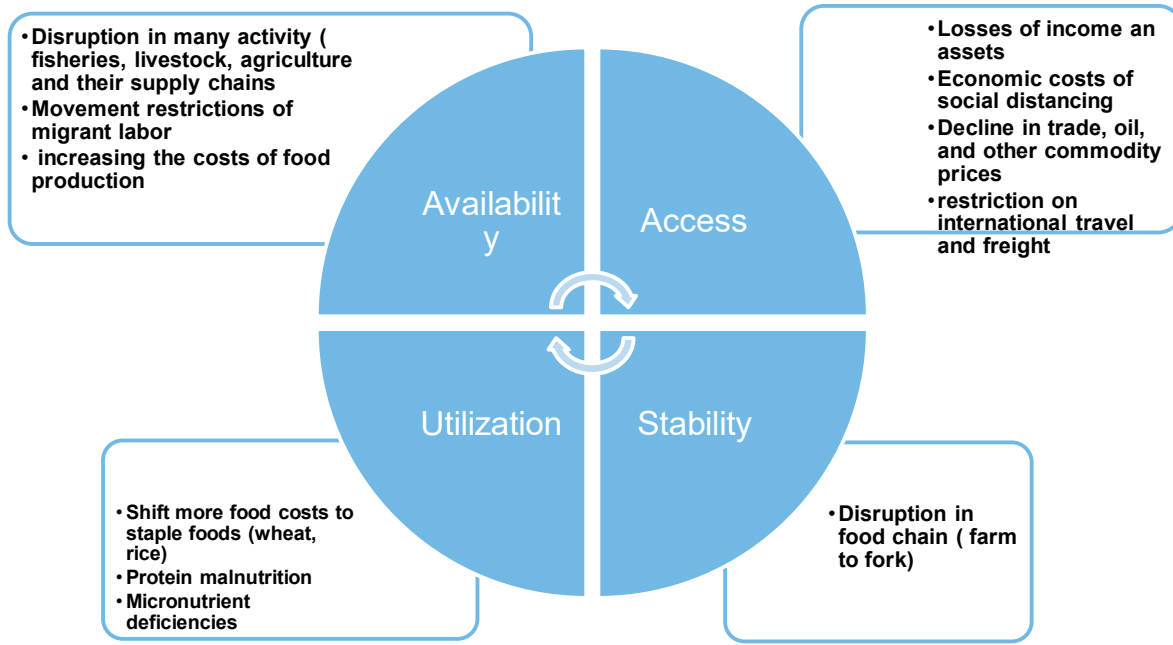 • Disruption in many activity (
fisheries, livestock, agriculture
and their supply chains
• Movement restrictions of
migrant labor
• increasing the costs of food
production
• Losses of income an
assets
• Economic costs of
social distancing
• Decline in trade, oil,
and other commodity
prices
• restriction on
international travel
and freight
Availabilit
y
Access
Utilization
Stability
• Shift more food costs to
staple foods (wheat,
rice)
• Protein malnutrition
• Micronutrient
deficiencies
• Disruption in
food chain ( farm
to fork)